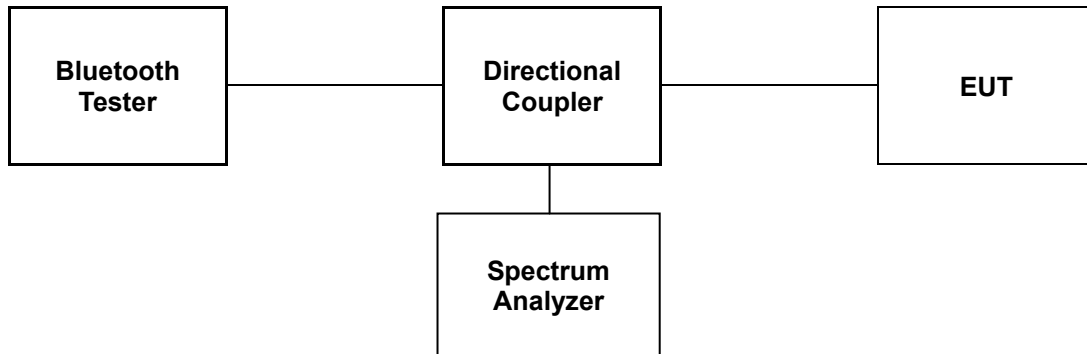 Bluetooth
Tester
Directional
Coupler
EUT
Spectrum
Analyzer